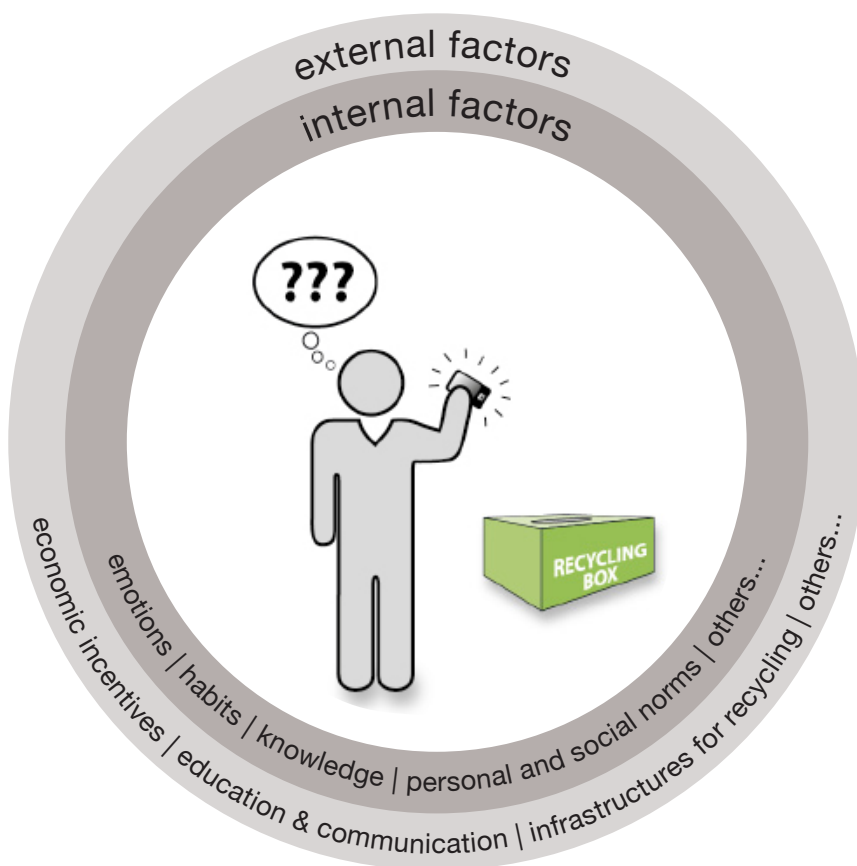 external factors
internal factors
???
RECYCLING
BOX
emotions | habits | knowledge | personal and social norms | others...
economic incentives | education & communication | infrastructures for recycling | others...